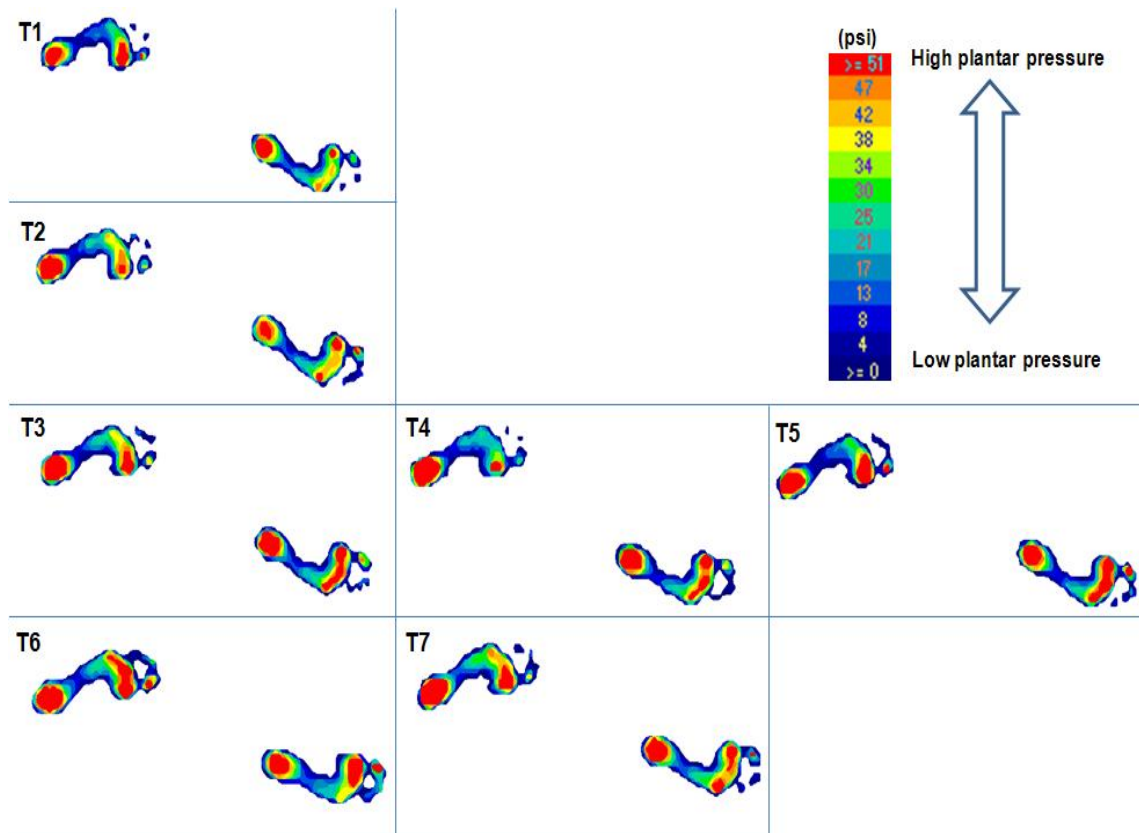 T1
(psi)
>= 51
47
42
38
34
30
25
21
17
13
8
4
>= 0
High plantar pressure
Low plantar pressure
T2
T3
T4
T5
T6
T7